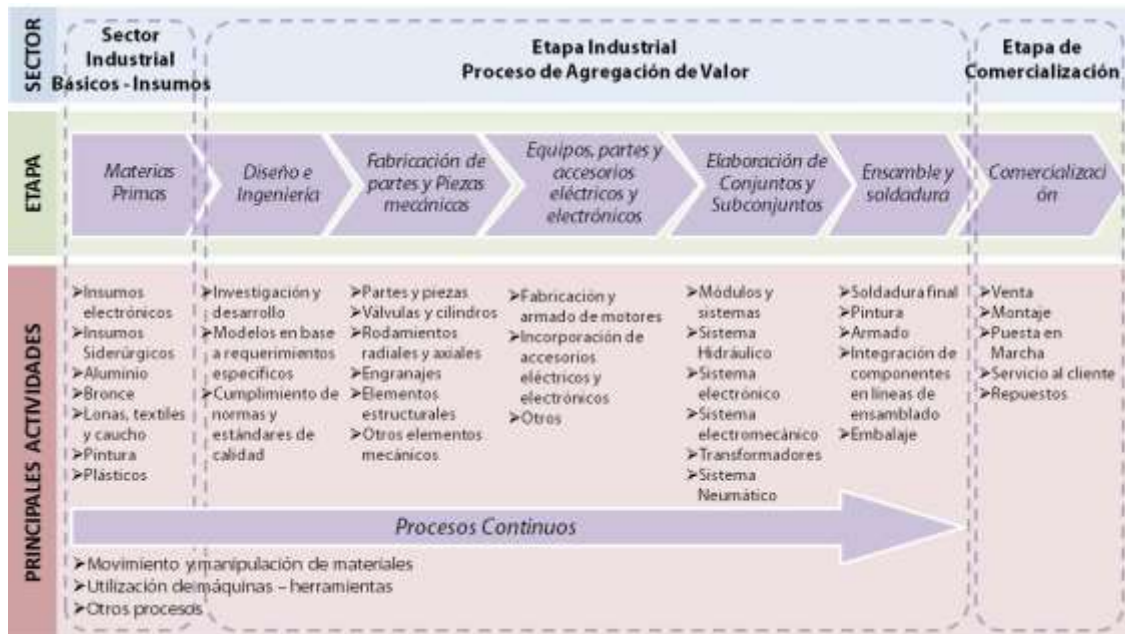 SECTOR
Sector
Industrial
Básicos - Insumos
Etapa Industrial
Proceso de Agregación de Valor
Etapa de
Comercialización
ETAPA
Materias
Primas
Diseño e
Ingeniería
Fabricación de
partes y Piezas
mecánicas
Equipos, partes y
accesorios
eléctricos y
electrónicos
Elaboración de
Conjuntos y
Subconjuntos
Ensamble y
soldadura
Comercializaci
ón
PRINCIPALES ACTIVIDADES
➢Insumos
electrónicos
➢Insumos
Siderúrgicos
➢Aluminio
➢Bronce
➢Lonas, textiles
y caucho
➢Pintura
➢Plásticos
➢Investigación y
desarrollo
➢Modelos en base
a requerimientos
específicos
➢Cumplimiento de
normas y
estándares de
calidad
➢Partes y piezas
➢Válvulas y cilindros
➢Rodamientos
radiales y axiales
➢Engranajes
➢Elementos
estructurales
➢Otros elementos
mecánicos
➢Fabricación y
armado de motores
➢Incorporación de
accesorios
eléctricos y
electrónicos
➢Otros
➢Módulos y
sistemas
➢Sistema
Hidráulico
➢Sistema
electrónico
➢Sistema
electromecánico
➢Transformadores
➢Sistema
Neumático
➢Soldadura final
➢Pintura
➢Armado
➢Integración de
componentes
en líneas de
ensamblado
➢Embalaje
➢Venta
➢Montaje
➢Puesta en
Marcha
➢Servicio al cliente
➢Repuestos
Procesos Continuos
➢Movimiento y manipulación de materiales
➢Utilización de máquinas – herramientas
➢Otros procesos